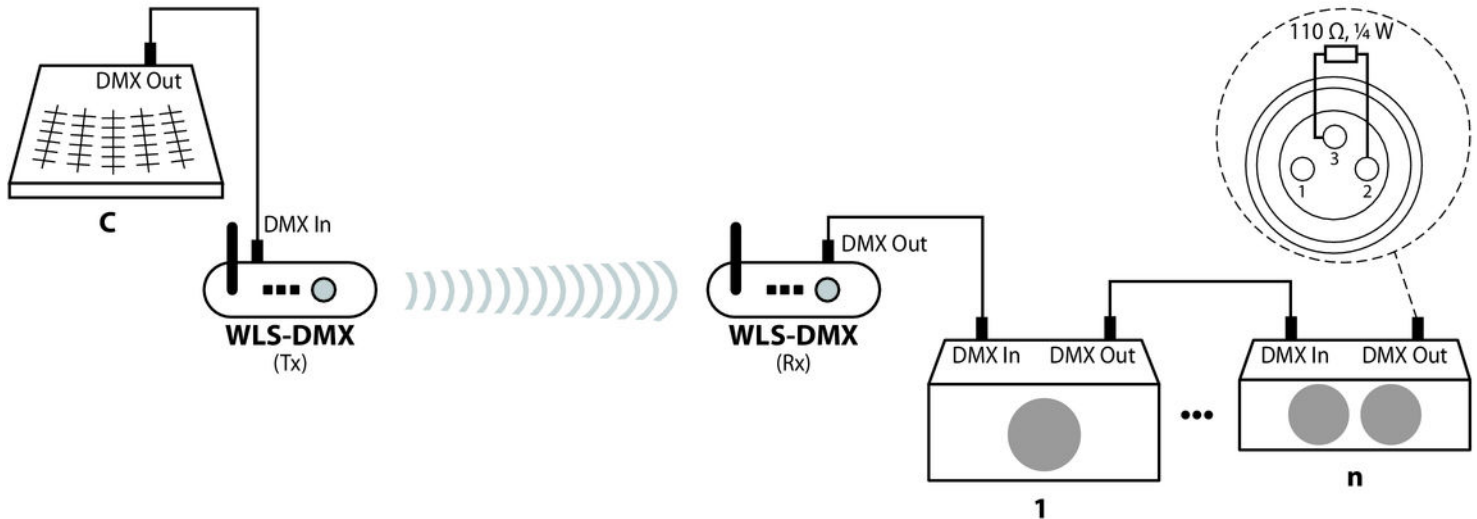 DMX Out
C
DMX In
WLS-DMX
(Tx)
DMX Out
WLS-DMX
(Rx)
DMX In DMX Out
1
DMX In DMX Out
n
110 Ω, ¼ W
3
1 2